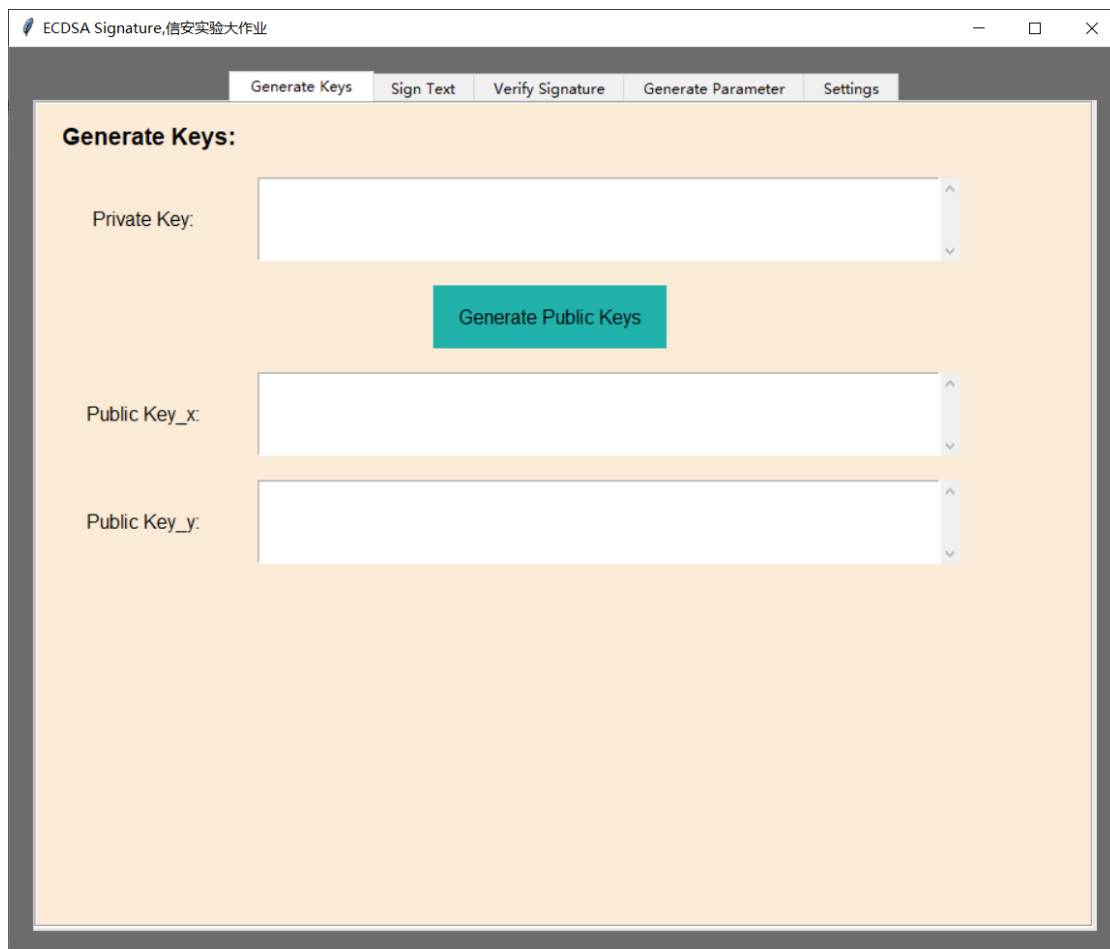 ECDSA Signature,信安实验大作业
Generate Keys Sign Text Verify Signature Generate Parameter Settings
Generate Keys:
Private Key:
Generate Public Keys
Public Key_x:
Public Key_y: